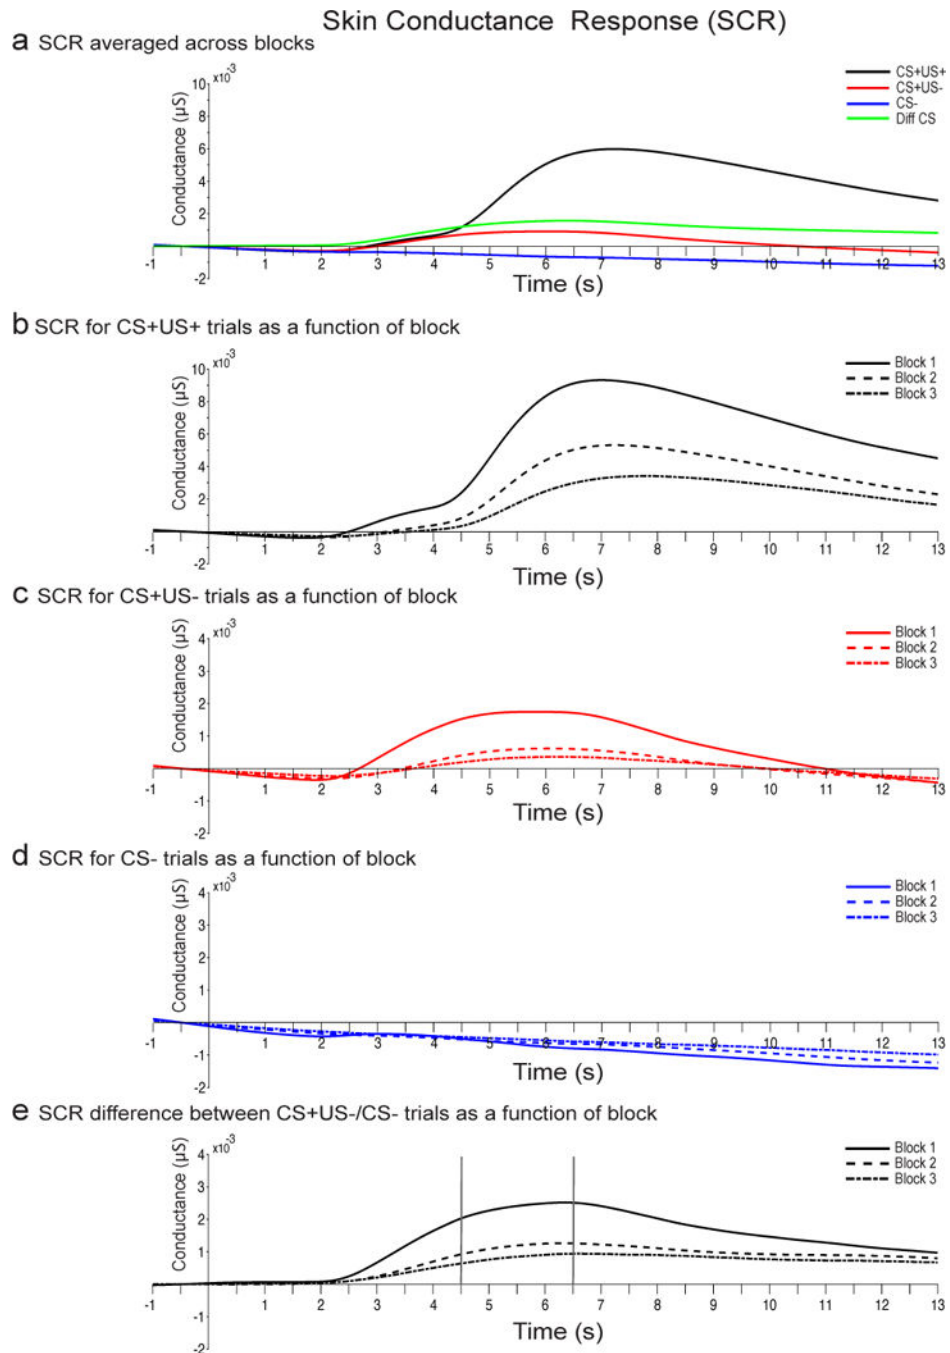 Skin Conductance Response (SCR)
a SCR averaged across blocks
x10-3
Conductance (µS)
10
8
6
4
2
-2
-1 1 2 3 4 5 6 7 8 9 10 11 12 13
Time (s)
CS+US+
CS+US-
CS-
Diff CS
b SCR for CS+US+ trials as a function of block
x10-3
Conductance (µS)
10
8
6
4
2
-2
-1 1 2 3 4 5 6 7 8 9 10 11 12 13
Time (s)
Block 1
Block 2
Block 3
c SCR for CS+US- trials as a function of block
x10-3
Conductance (µS)
4
3
2
1
-1
-2
-1 1 2 3 4 5 6 7 8 9 10 11 12 13
Time (s)
Block 1
Block 2
Block 3
d SCR for CS- trials as a function of block
x10-3
Conductance (µS)
4
3
2
1
-1
-2
-1 1 2 3 4 5 6 7 8 9 10 11 12 13
Time (s)
Block 1
Block 2
Block 3
e SCR difference between CS+US-/CS- trials as a function of block
x10-3
Conductance (µS)
4
3
2
1
-1
-2
-1 1 2 3 4 5 6 7 8 9 10 11 12 13
Time (s)
Block 1
Block 2
Block 3